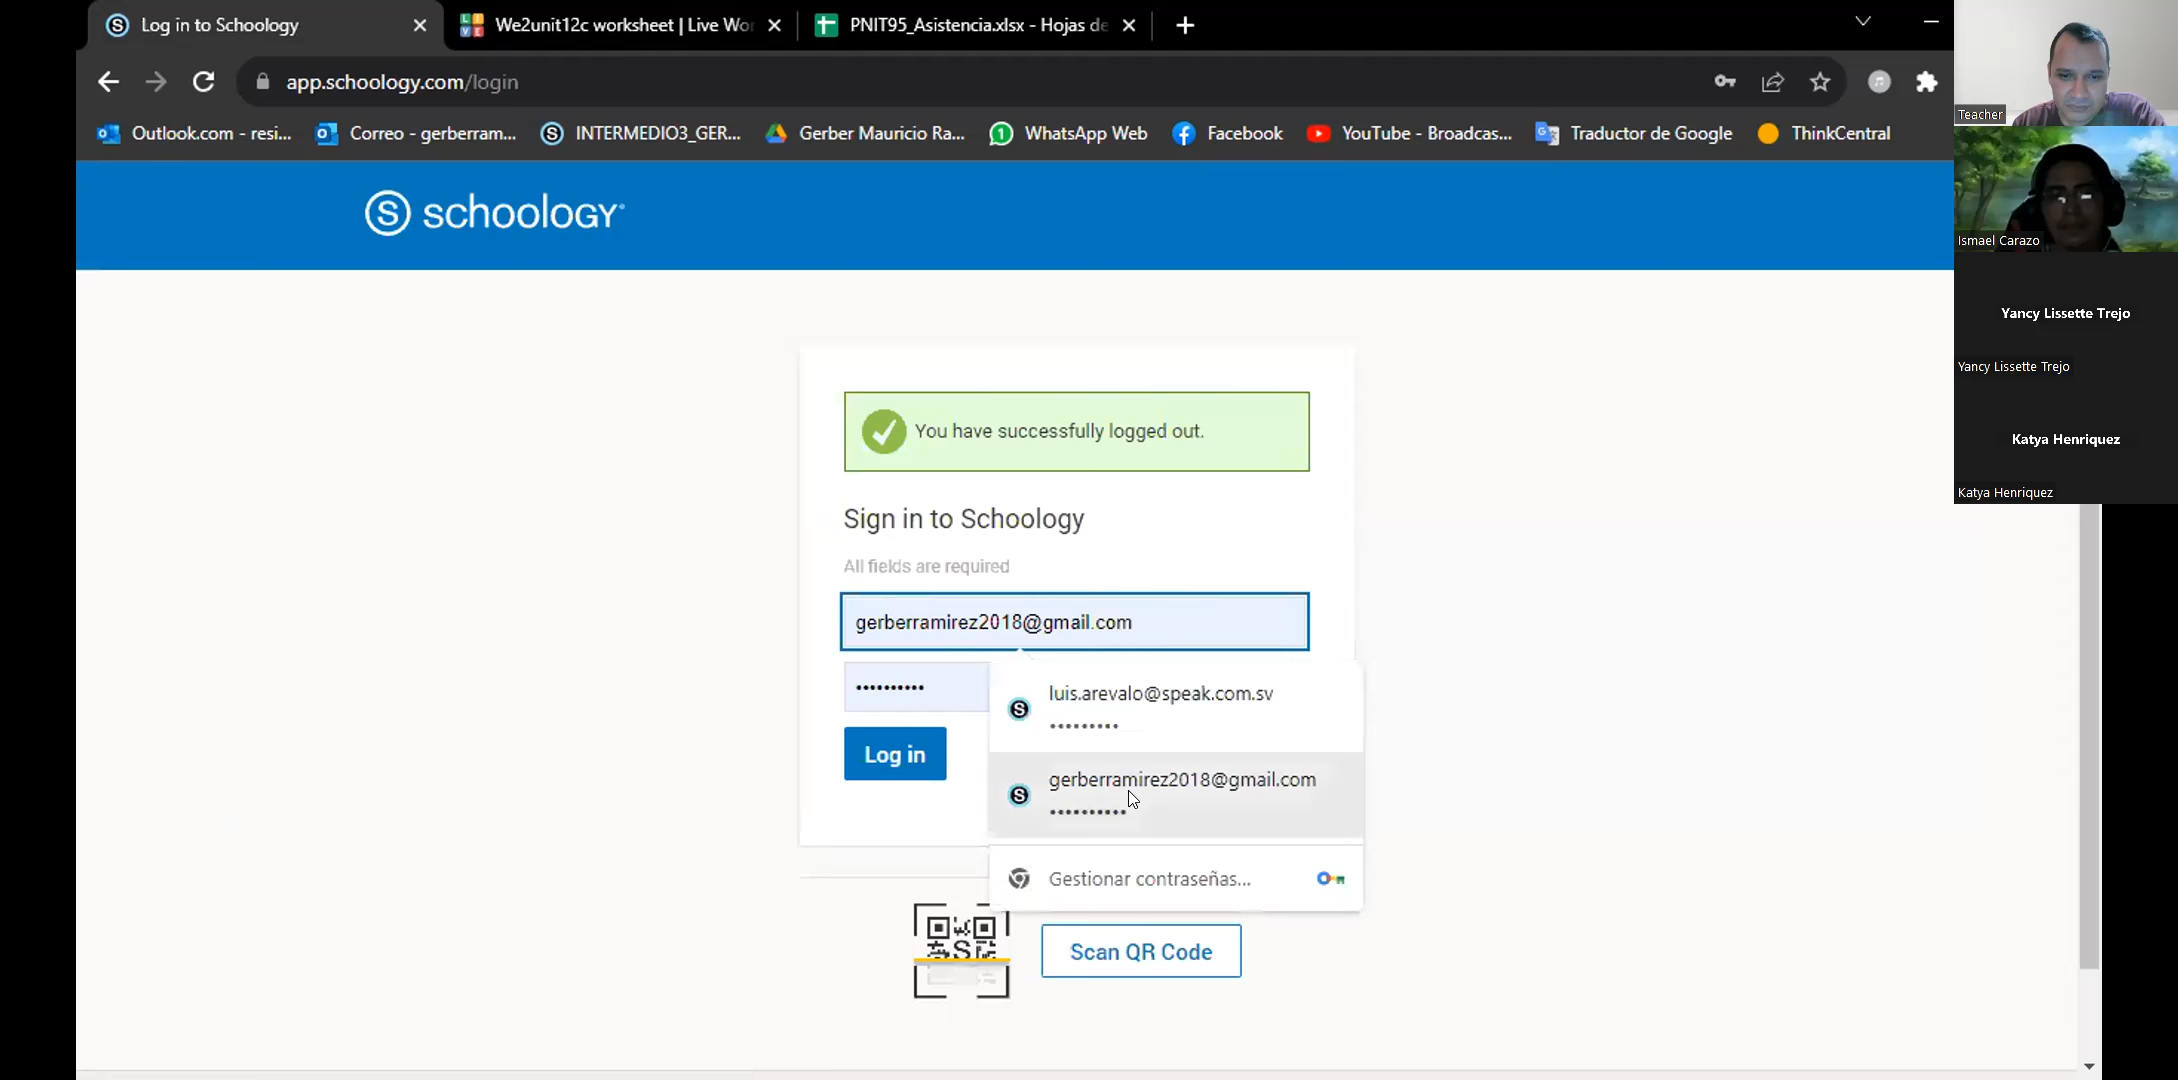 Log in to Schoology
We2unit12c worksheet | Live Wor
PNIT95_Asistencia.xlsx - Hojas de
app.schoology.com/login
Outlook.com - resi...
Correo - gerberram...
INTERMEDIO3_GER...
Gerber Mauricio Ra...
WhatsApp Web
Facebook
YouTube - Broadcas...
Traductor de Google
ThinkCentral
schoology
You have successfully logged out.
Sign in to Schoology
All fields are required
gerberramirez2018@gmail.com
••••••••••
luis.arevalo@speak.com.sv
•••••••••
Log in
gerberramirez2018@gmail.com
••••••••••
Gestionar contraseñas...
Scan QR Code
Teacher
Ismael Carazo
Yancy Lissette Trejo
Yancy Lissette Trejo
Katya Henriquez
Katya Henriquez